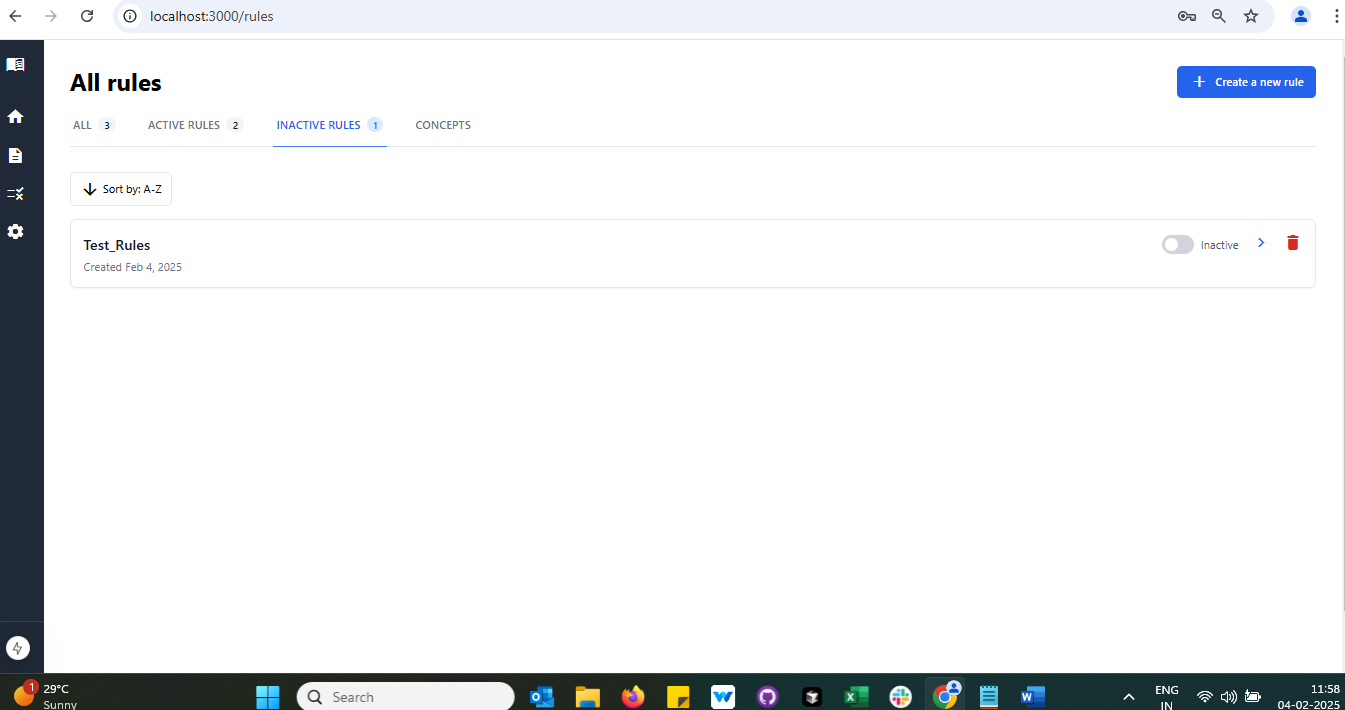 localhost:3000/rules
All rules
Create a new rule
ALL 3 ACTIVE RULES 2 INACTIVE RULES 1 CONCEPTS
Sort by: A-Z
Test_Rules
Inactive
Created Feb 4, 2025
1
29°C
Sunny
Search
ENG
IN
11:58
04-02-2025